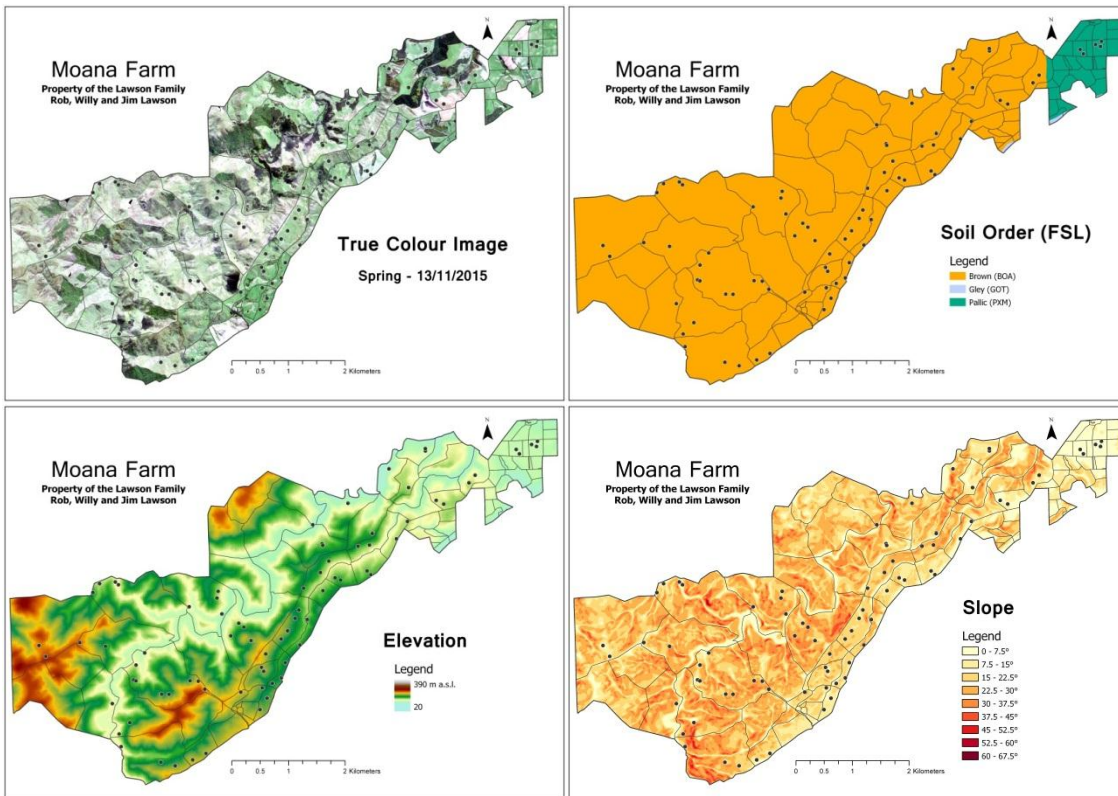 Moana Farm
Property of the Lawson Family
Rob, Willy and Jim Lawson
N
True Colour Image
Spring - 13/11/2015
0 0.5 1 2 Kilometers
Moana Farm
Property of the Lawson Family
Rob, Willy and Jim Lawson
N
Soil Order (FSL)
Legend
Brown (BOA)
Gley (GOT)
Pallic (PXM)
0 0.5 1 2 Kilometers
Moana Farm
Property of the Lawson Family
Rob, Willy and Jim Lawson
N
Elevation
Legend
390 m a.s.l.
20
0 0.5 1 2 Kilometers
Moana Farm
Property of the Lawson Family
Rob, Willy and Jim Lawson
N
Slope
Legend
0 - 7.5°
7.5 - 15°
15 - 22.5°
22.5 - 30°
30 - 37.5°
37.5 - 45°
45 - 52.5°
52.5 - 60°
60 - 67.5°
0 0.5 1 2 Kilometers